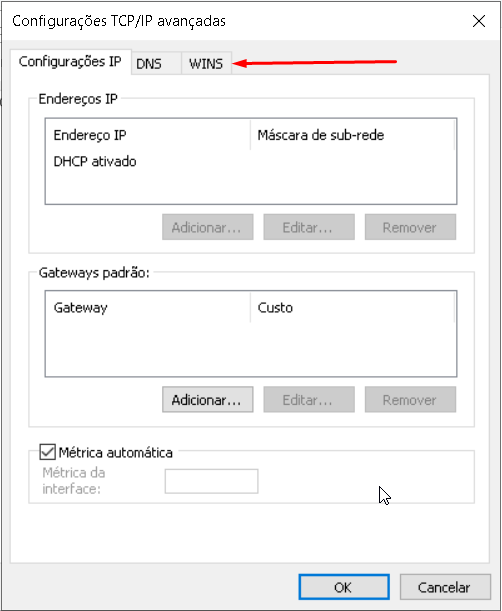 Configurações TCP/IP avançadas
Configurações IP DNS WINS
Endereços IP
Endereço IP Máscara de sub-rede
DHCP ativado
Adicionar... Editar... Remover
Gateways padrão:
Gateway Custo
Adicionar... Editar... Remover
Métrica automática
Métrica da
interface:
OK Cancelar